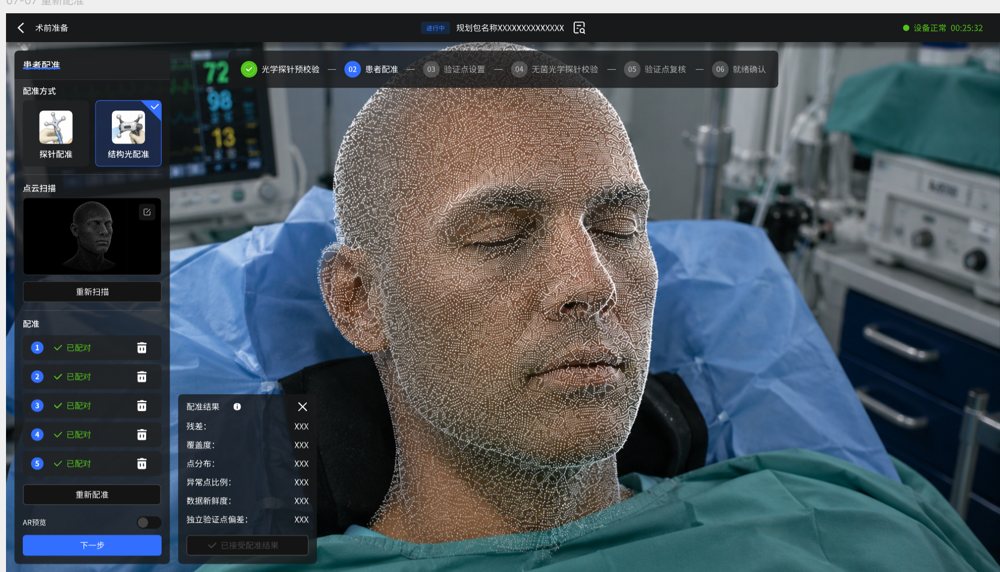 07-07 重新配准
术前准备
进行中 规划包名称XXXXXXXXXXXXXX
设备正常 00:25:32
患者配准
光学探针预校验 — 02 患者配准 — 03 验证点设置 — 04 无菌光学探针校验 — 05 验证点复核 — 06 就绪确认
72
98
13
配准方式
探针配准
结构光配准
点云扫描
重新扫描
配准
1 已配对
2 已配对
3 已配对
4 已配对
5 已配对
重新配准
AR预览
下一步
配准结果
残差： XXX
覆盖度： XXX
点分布： XXX
异常点比例： XXX
数据新鲜度： XXX
独立验证点偏差： XXX
已接受配准结果